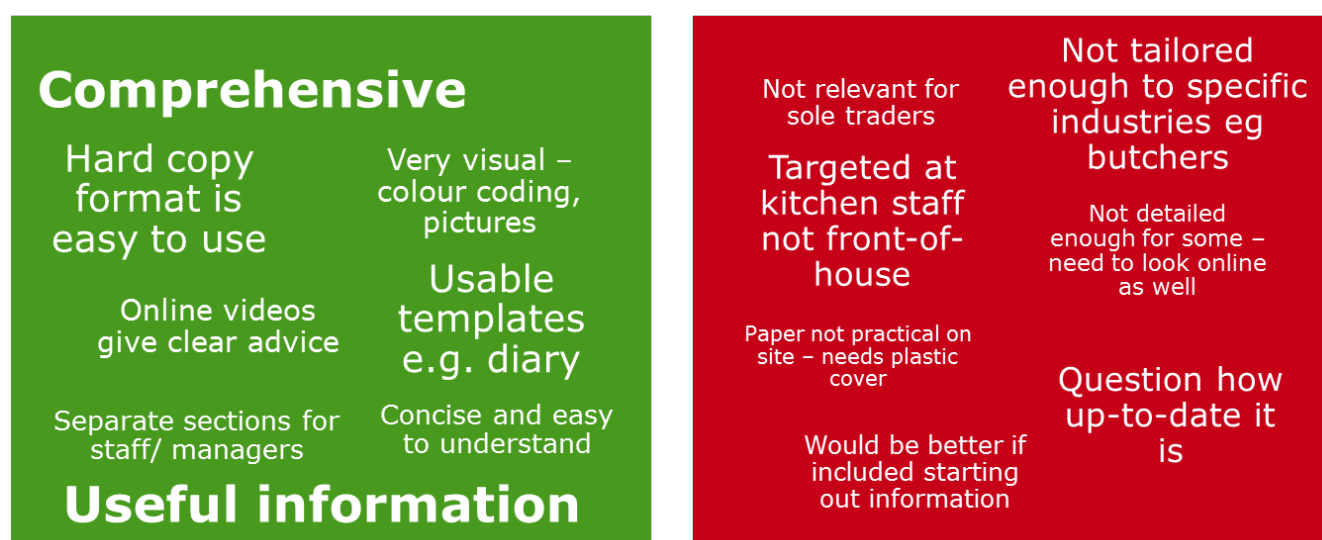 Comprehensive
Hard copy
format is
easy to use
Very visual –
colour coding,
pictures
Online videos
give clear advice
Usable
templates
e.g. diary
Separate sections for
staff/ managers
Concise and easy
to understand
Useful information
Not relevant for
sole traders
Not tailored
enough to specific
industries eg
butchers
Targeted at
kitchen staff
not front-of-
house
Not detailed
enough for some –
need to look online
as well
Paper not practical on
site – needs plastic
cover
Question how
up-to-date it
is
Would be better if
included starting
out information